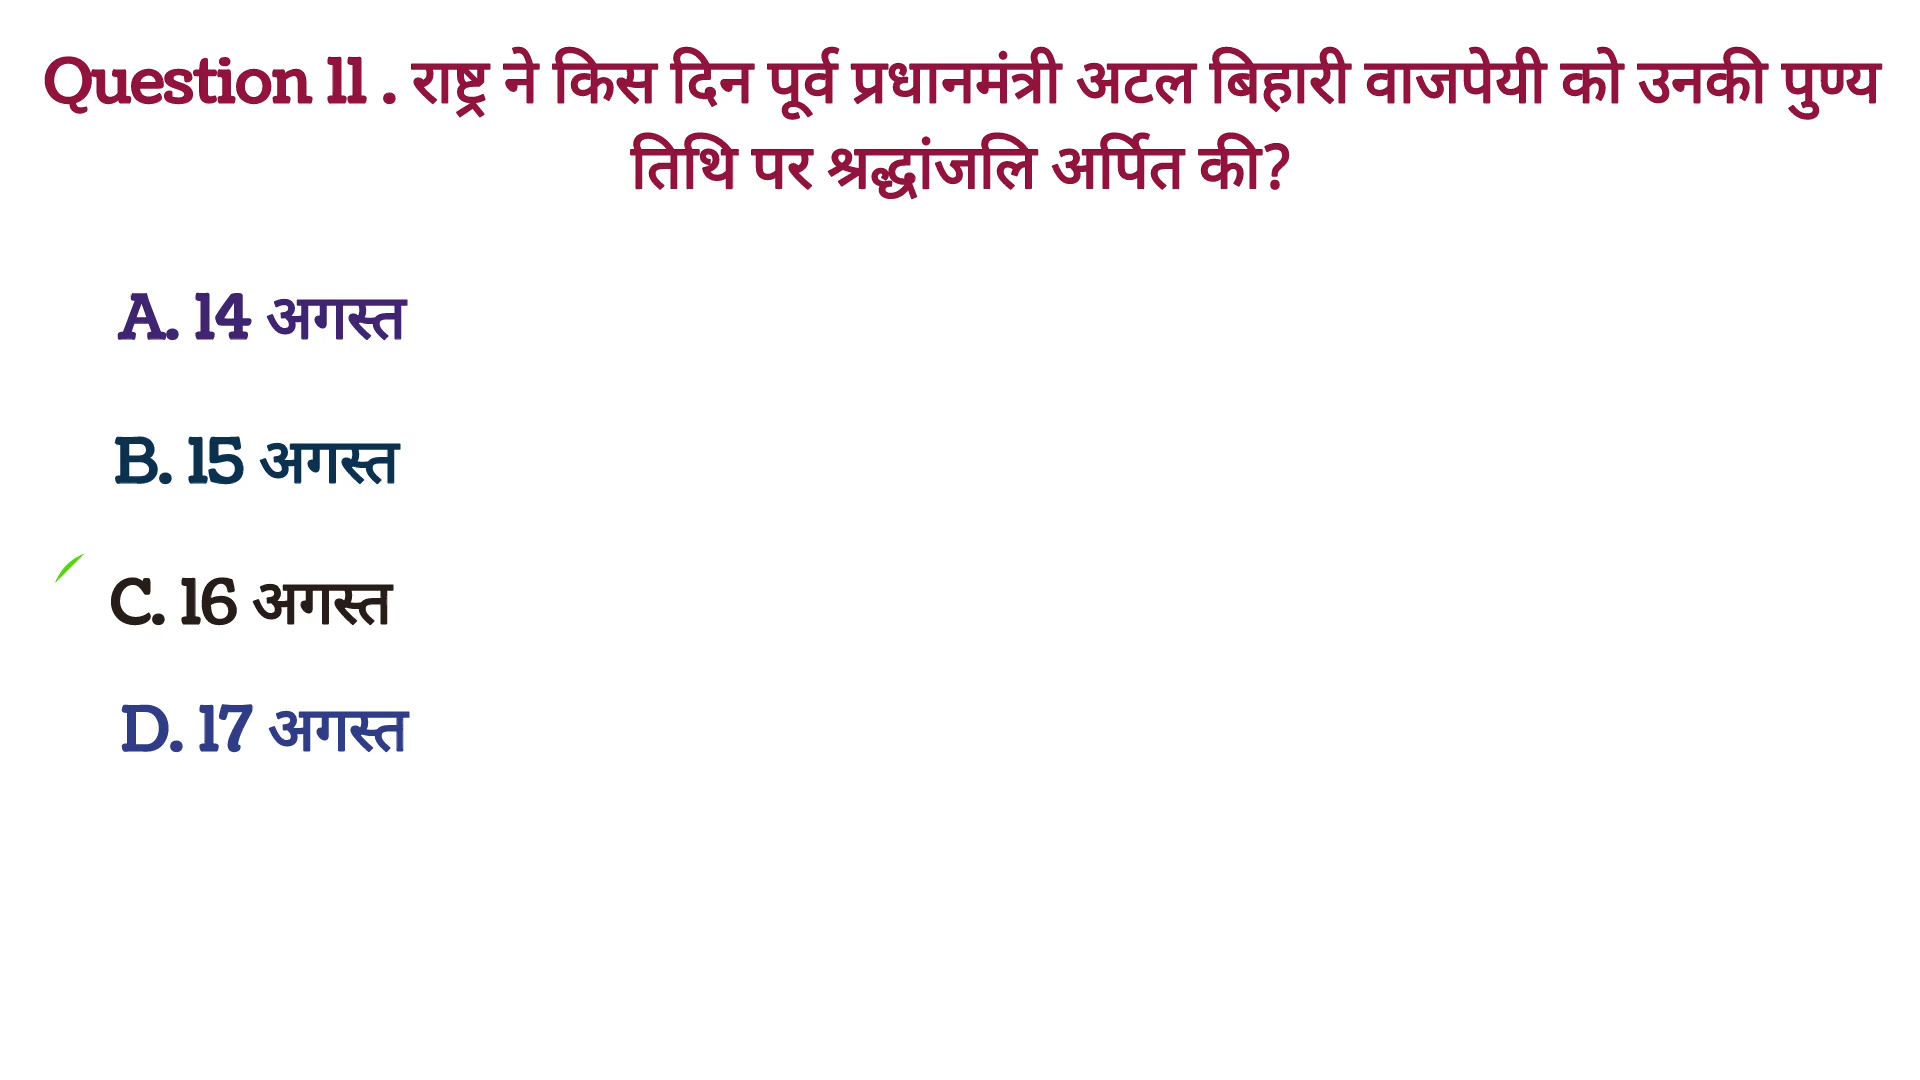 Question 11 . राष्ट्र ने किस दिन पूर्व प्रधानमंत्री अटल बिहारी वाजपेयी को उनकी पुण्य
तिथि पर श्रद्धांजलि अर्पित की?
A. 14 अगस्त
B. 15 अगस्त
C. 16 अगस्त
D. 17 अगस्त